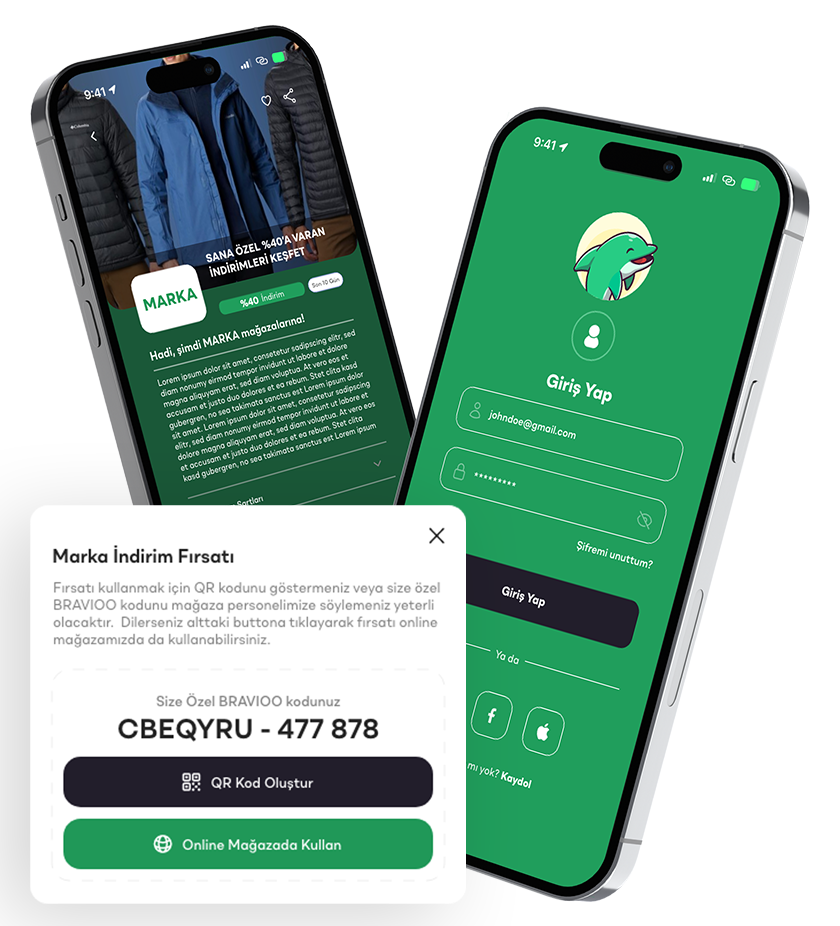 9:41
Columbia
SANA ÖZEL %40'A VARAN
İNDİRİMLERİ KEŞFET
MARKA
%40 İndirim
Son 10 Gün
Hadi, şimdi MARKA mağazalarına!
Lorem ipsum dolor sit amet, consetetur sadipscing elitr, sed
diam nonumy eirmod tempor invidunt ut labore et dolore
magna aliquyam erat, sed diam voluptua. At vero eos et
accusam et justo duo dolores et ea rebum. Stet clita kasd
gubergren, no sea takimata sanctus est Lorem ipsum dolor
sit amet. Lorem ipsum dolor sit amet, consetetur sadipscing
elitr, sed diam nonumy eirmod tempor invidunt ut labore et
dolore magna aliquyam erat, sed diam voluptua. At vero eos
et accusam et justo duo dolores et ea rebum. Stet clita
kasd gubergren, no sea takimata sanctus est Lorem ipsum
Şartları
9:41
Giriş Yap
johndoe@gmail.com
*********
Şifremi unuttum?
Giriş Yap
Ya da
mı yok? Kaydol
Marka İndirim Fırsatı
Fırsatı kullanmak için QR kodunu göstermeniz veya size özel
BRAVIOO kodunu mağaza personelimize söylemeniz yeterli
olacaktır. Dilerseniz alttaki buttona tıklayarak fırsatı online
mağazamızda da kullanabilirsiniz.
Size Özel BRAVIOO kodunuz
CBEQYRU - 477 878
QR Kod Oluştur
Online Mağazada Kullan